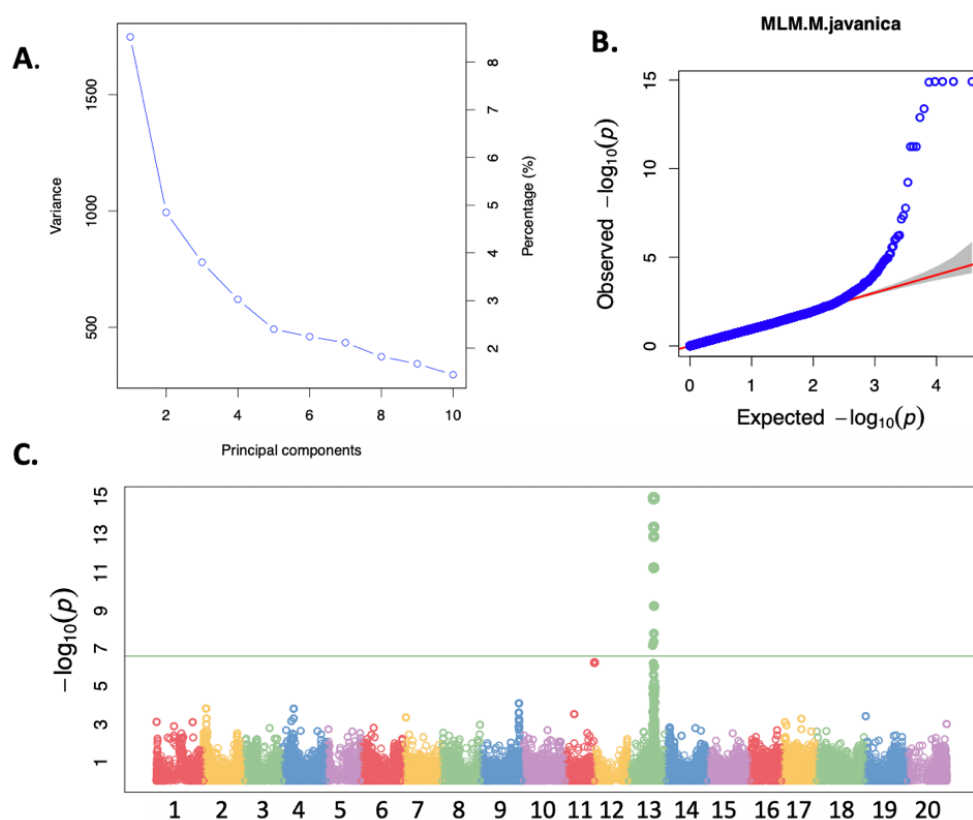 A.
Variance
1500
1000
500
2 4 6 8 10
Principal components
8
7
6
5
4
3
2
Percentage (%)
B.
MLM.M.javanica
Observed −log10(p)
15
10
5
0
0 1 2 3 4
Expected −log10(p)
C.
−log10(p)
15
13
11
9
7
5
3
1
1 2 3 4 5 6 7 8 9 10 11 12 13 14 15 16 17 18 19 20